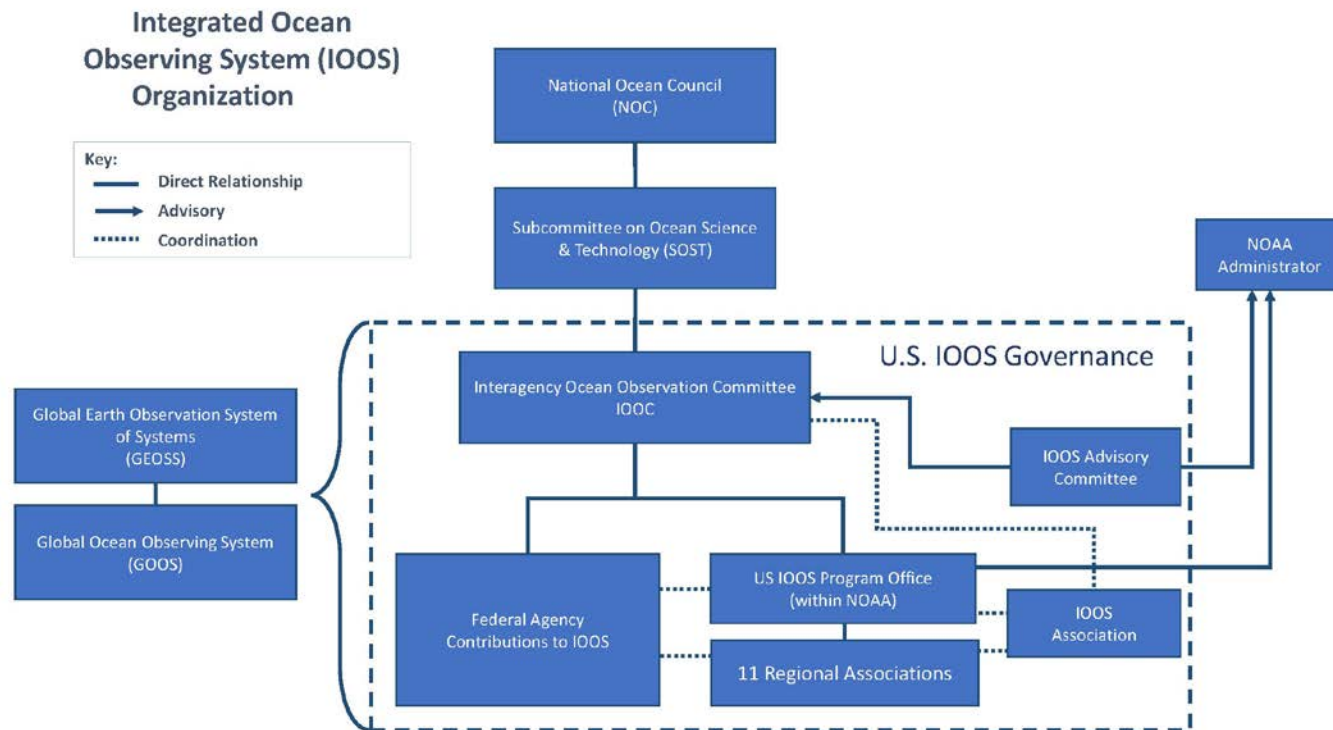 Integrated Ocean
Observing System (IOOS)
Organization
Key:
Direct Relationship
Advisory
Coordination
National Ocean Council
(NOC)
Subcommittee on Ocean Science
& Technology (SOST)
NOAA
Administrator
U.S. IOOS Governance
Interagency Ocean Observation Committee
IOOC
Global Earth Observation System
of Systems
(GEOSS)
IOOS Advisory
Committee
Global Ocean Observing System
(GOOS)
Federal Agency
Contributions to IOOS
US IOOS Program Office
(within NOAA)
IOOS
Association
11 Regional Associations